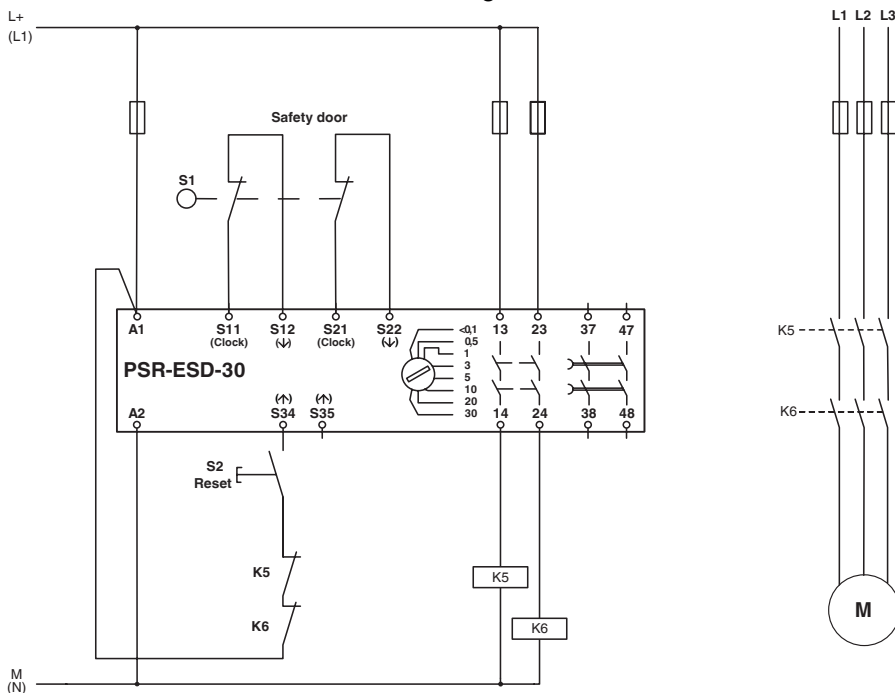 L+
(L1)
L1 L2 L3
Safety door
S1
A1 S11 S12 S21 S22 13 23 37 47
(Clock) (↓) (Clock) (↓)
<0,1
0,5
1
3
5
10
20
30
PSR-ESD-30
(↑) (↑)
A2 S34 S35 14 24 38 48
S2
Reset
K5
K6
K5
K6
K5
K6
M
M
(N)